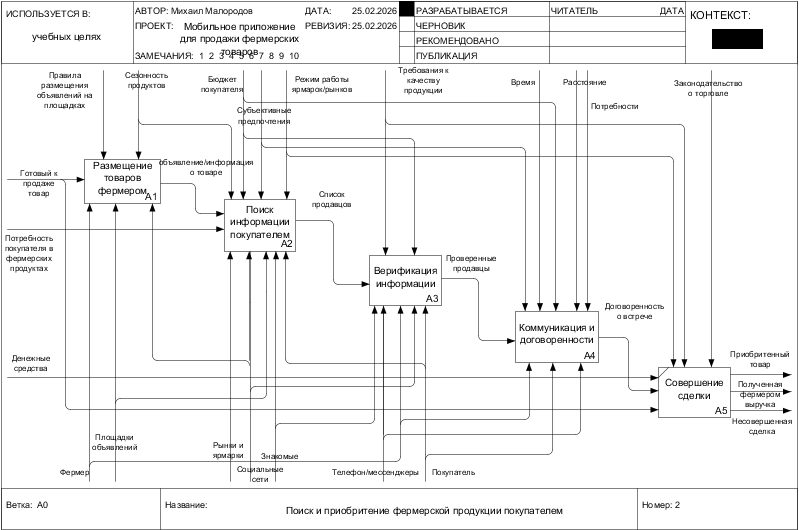 ИСПОЛЬЗУЕТСЯ В:
учебных целях
АВТОР: Михаил Малородов
ДАТА: 25.02.2026
ПРОЕКТ: Мобильное приложение
для продажи фермерских
товаров
РЕВИЗИЯ: 25.02.2026
ЗАМЕЧАНИЯ: 1 2 3 4 5 6 7 8 9 10
РАЗРАБАТЫВАЕТСЯ
ЧЕРНОВИК
РЕКОМЕНДОВАНО
ПУБЛИКАЦИЯ
ЧИТАТЕЛЬ
ДАТА
КОНТЕКСТ:
Правила
размещения
объявлений на
площадках
Сезонность
продуктов
Бюджет
покупателя
Субъективные
предпочтения
Режим работы
ярмарок/рынков
Требования к
качеству
продукции
Время
Расстояние
Потребности
Законодательство
о торговле
Готовый к
продаже
товар
Размещение
товаров
фермером
A1
объявление/информация
о товаре
Потребность
покупателя в
фермерских
продуктах
Поиск
информации
покупателем
A2
Список
продавцов
Верификация
информации
A3
Проверенные
продавцы
Коммуникация и
договоренности
A4
Договоренность
о встрече
Денежные
средства
Совершение
сделки
A5
Приобритенный
товар
Полученная
фермером
выручка
Несовершенная
сделка
Фермер
Площадки
объявлений
Рынки и
ярмарки
Социальные
сети
Знакомые
Телефон/мессенджеры
Покупатель
Ветка: A0
Название:
Поиск и приобритение фермерской продукции покупателем
Номер: 2